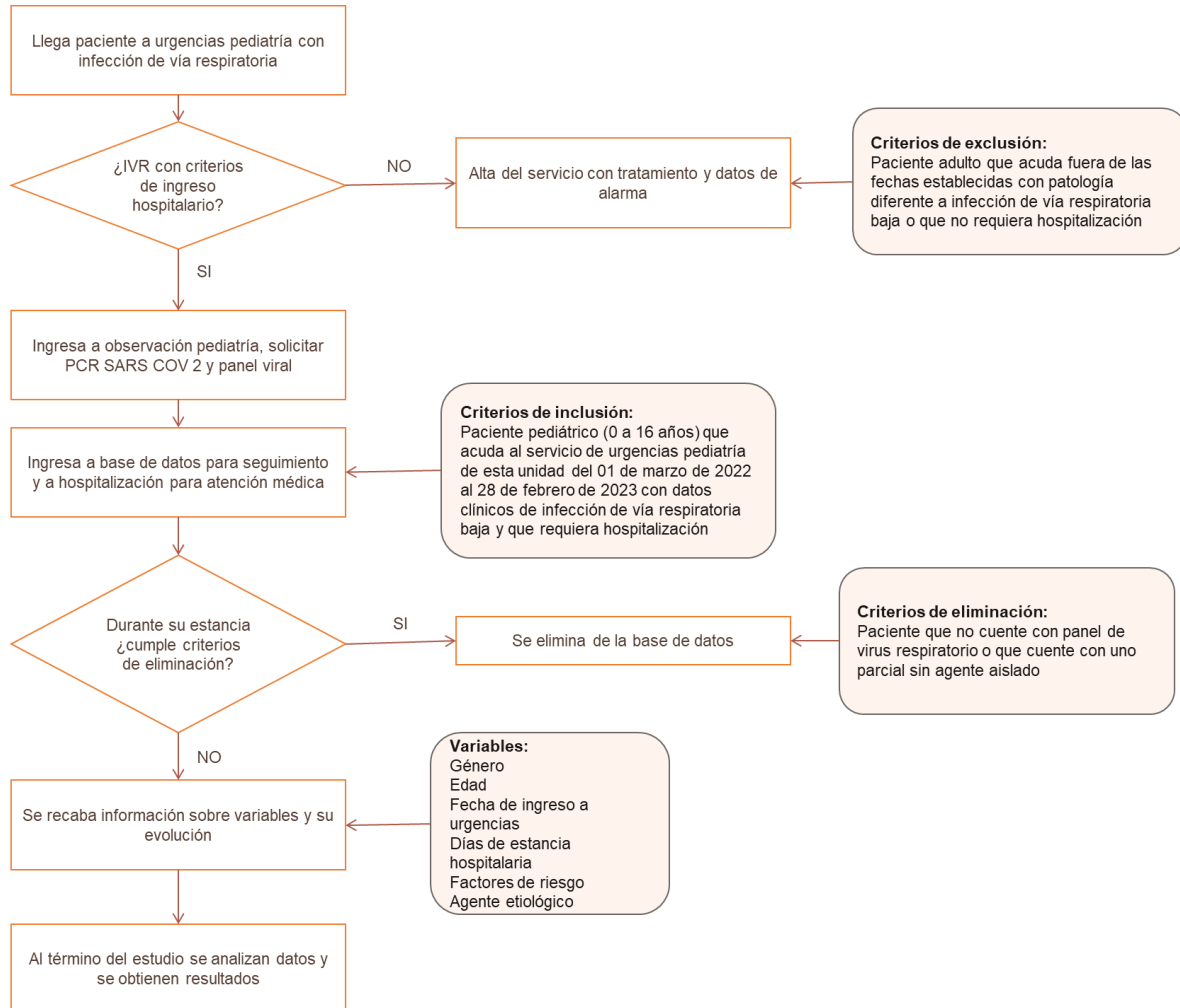 Llega paciente a urgencias pediatría con
infección de vía respiratoria
¿IVR con criterios
de ingreso
hospitalario?
NO
Alta del servicio con tratamiento y datos de
alarma
Criterios de exclusión:
Paciente adulto que acuda fuera de las
fechas establecidas con patología
diferente a infección de vía respiratoria
baja o que no requiera hospitalización
SI
Ingresa a observación pediatría, solicitar
PCR SARS COV 2 y panel viral
Ingresa a base de datos para seguimiento
y a hospitalización para atención médica
Criterios de inclusión:
Paciente pediátrico (0 a 16 años) que
acuda al servicio de urgencias pediatría
de esta unidad del 01 de marzo de 2022
al 28 de febrero de 2023 con datos
clínicos de infección de vía respiratoria
baja y que requiera hospitalización
Durante su estancia
¿cumple criterios
de eliminación?
SI
Se elimina de la base de datos
Criterios de eliminación:
Paciente que no cuente con panel de
virus respiratorio o que cuente con uno
parcial sin agente aislado
NO
Se recaba información sobre variables y su
evolución
Variables:
Género
Edad
Fecha de ingreso a
urgencias
Días de estancia
hospitalaria
Factores de riesgo
Agente etiológico
Al término del estudio se analizan datos y
se obtienen resultados